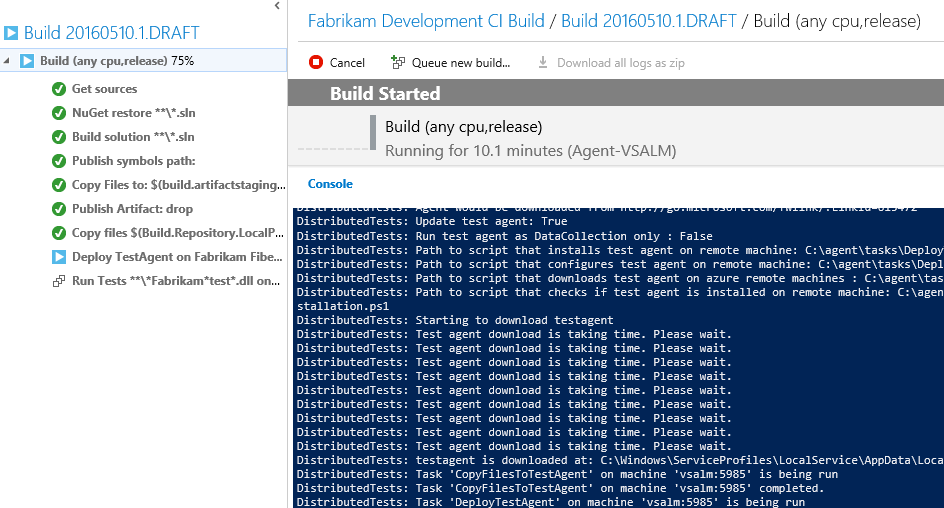 Build 20160510.1.DRAFT
Build (any cpu,release) 75%
Get sources
NuGet restore **\*.sln
Build solution **\*.sln
Publish symbols path:
Copy Files to: $(build.artifactstaging...
Publish Artifact: drop
Copy files $(Build.Repository.LocalP...
Deploy TestAgent on Fabrikam Fibe...
Run Tests **\*Fabrikam*test*.dll on...
Fabrikam Development CI Build / Build 20160510.1.DRAFT / Build (any cpu,release)
Cancel Queue new build... Download all logs as zip
Build Started
Build (any cpu,release)
Running for 10.1 minutes (Agent-VSALM)
Console
DistributedTests: Agent would be downloaded from http://go.microsoft.com/fwlink/?linkid=
DistributedTests: Update test agent: True
DistributedTests: Run test agent as DataCollection only : False
DistributedTests: Path to script that installs test agent on remote machine: C:\agent\tasks\Deploy
DistributedTests: Path to script that configures test agent on remote machine: C:\agent\tasks\Depl
DistributedTests: Path to script that downloads test agent on azure remote machines : C:\agent\tas
DistributedTests: Path to script that checks if test agent is installed on remote machine: C:\agen
stallation.ps1
DistributedTests: Starting to download testagent
DistributedTests: Test agent download is taking time. Please wait.
DistributedTests: Test agent download is taking time. Please wait.
DistributedTests: Test agent download is taking time. Please wait.
DistributedTests: Test agent download is taking time. Please wait.
DistributedTests: Test agent download is taking time. Please wait.
DistributedTests: Test agent download is taking time. Please wait.
DistributedTests: Test agent download is taking time. Please wait.
DistributedTests: Test agent download is taking time. Please wait.
DistributedTests: Test agent download is taking time. Please wait.
DistributedTests: testagent is downloaded at: C:\Windows\ServiceProfiles\LocalService\AppData\Loca
DistributedTests: Task 'CopyFilesToTestAgent' on machine 'vsalm:5985' is being run
DistributedTests: Task 'CopyFilesToTestAgent' on machine 'vsalm:5985' completed.
DistributedTests: Task 'DeployTestAgent' on machine 'vsalm:5985' is being run